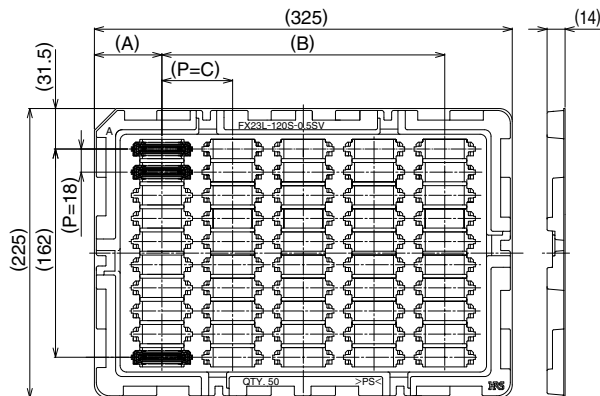 (325)
(14)
(A)
(B)
(31.5)
(P=C)
FX23L-120S-0.5SV
A
(P=18)
(162)
(225)
QTY. 50
>PS<
HRS